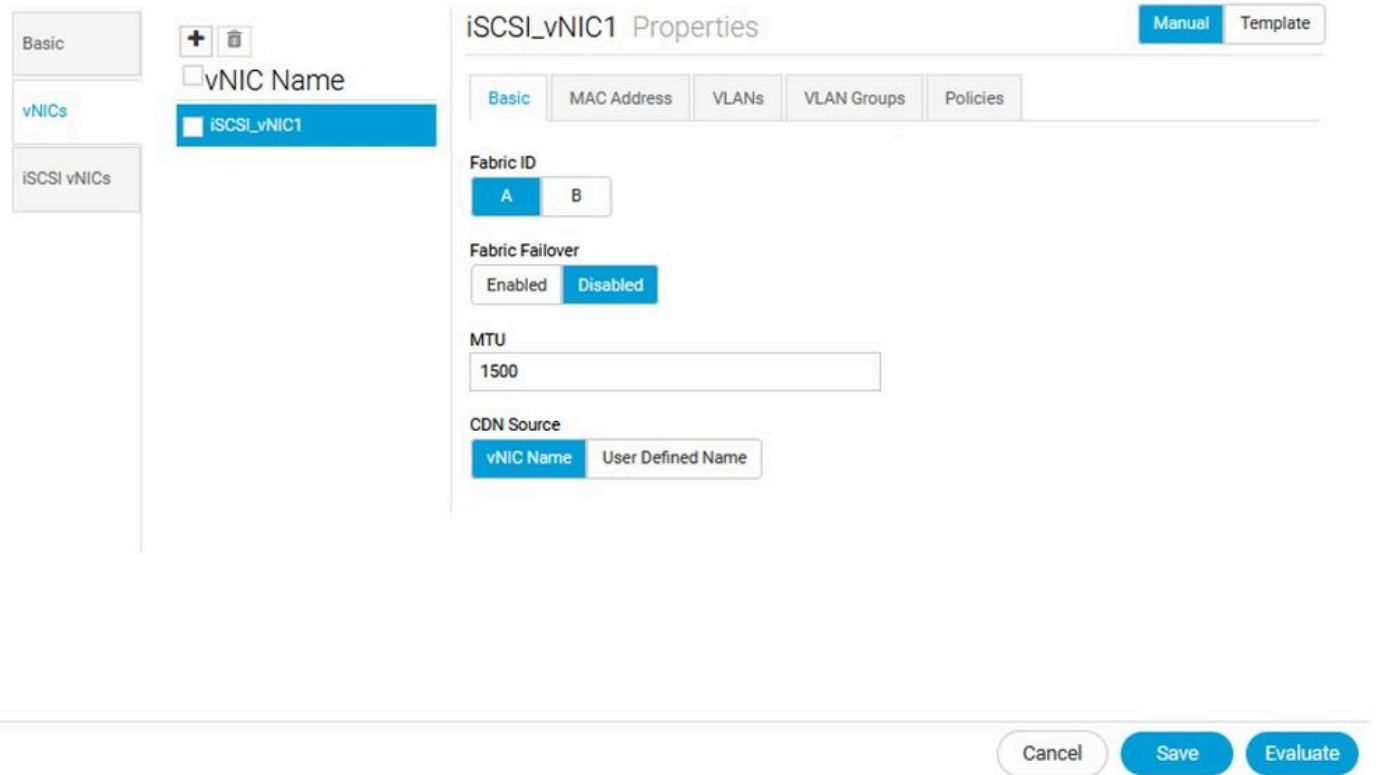 Basic
vNICs
iSCSI vNICs
vNIC Name
iSCSI_vNIC1
iSCSI_vNIC1 Properties
Manual Template
Basic MAC Address VLANs VLAN Groups Policies
Fabric ID
A B
Fabric Failover
Enabled Disabled
MTU
1500
CDN Source
vNIC Name User Defined Name
Cancel Save Evaluate